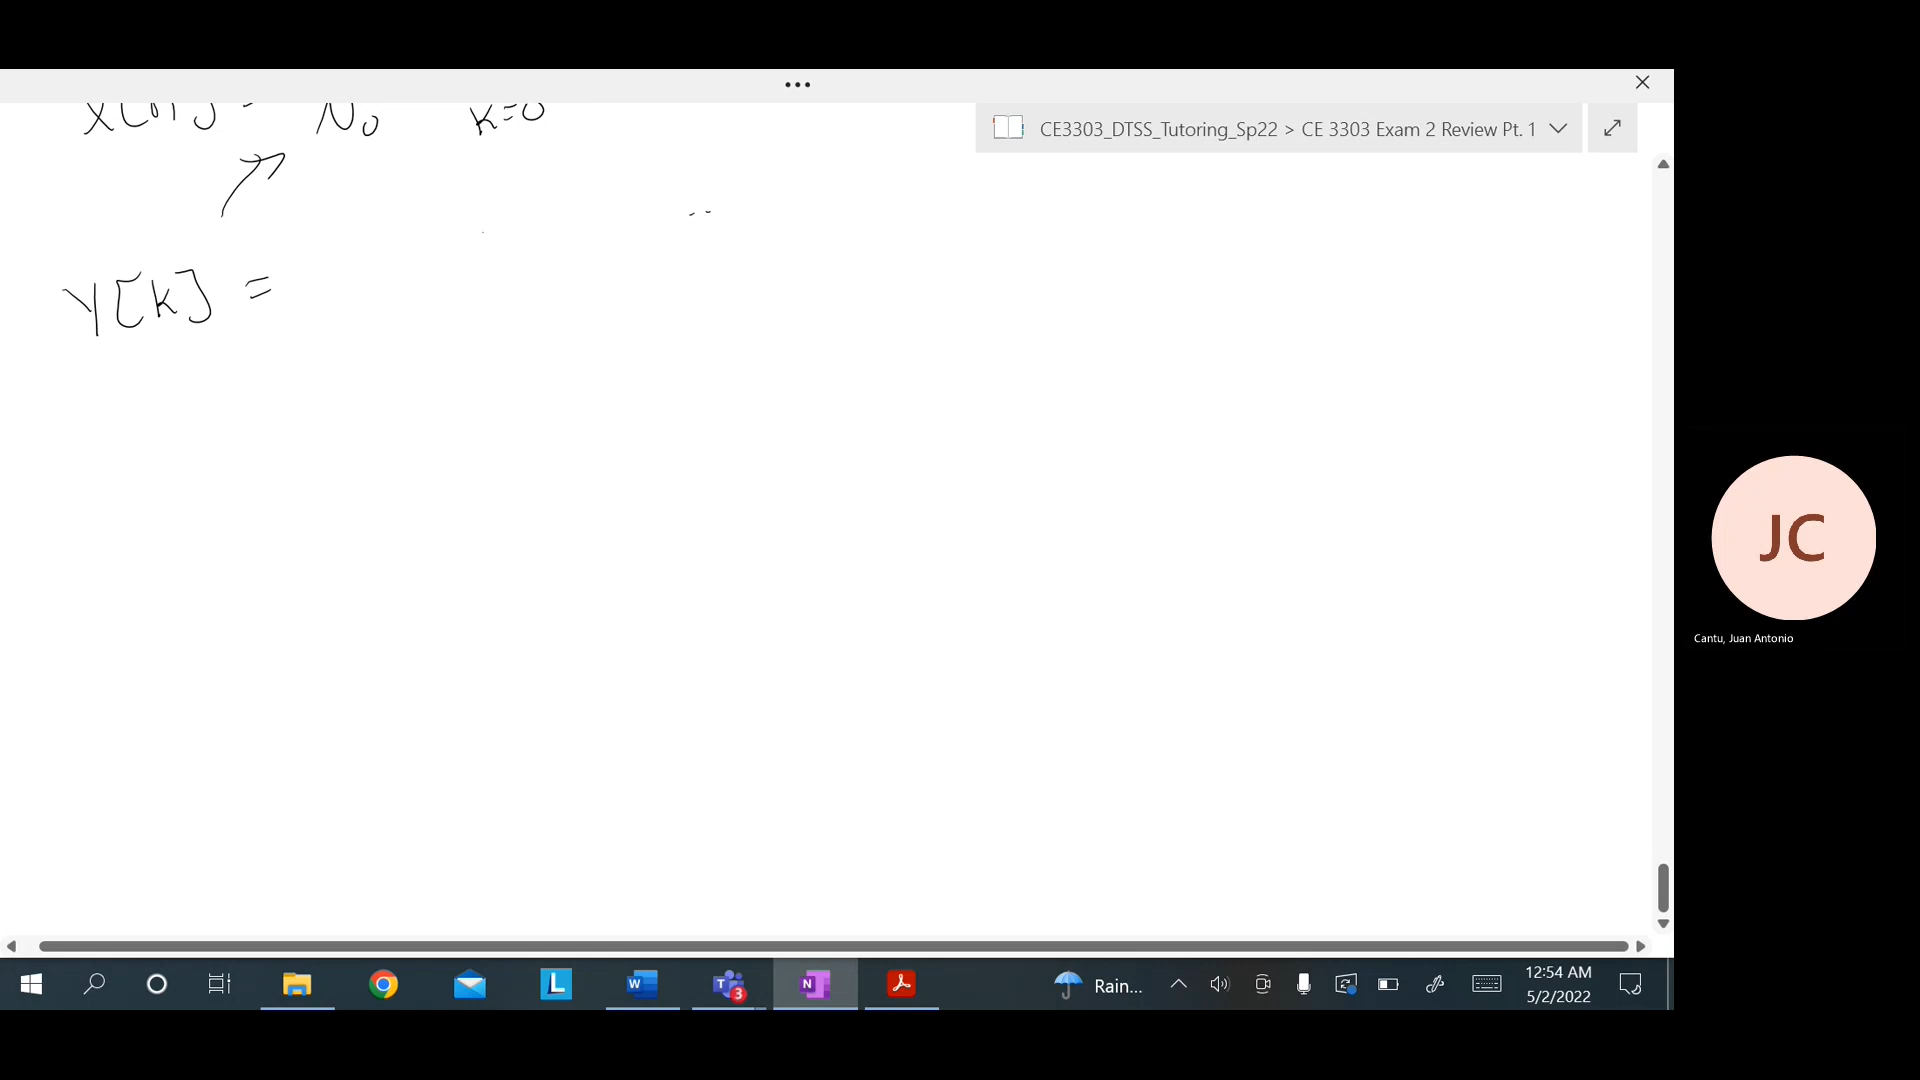 X[n] = N₀ k=0
CE3303_DTSS_Tutoring_Sp22 > CE 3303 Exam 2 Review Pt. 1
Y[k] =
JC
Cantu, Juan Antonio
L
W
T 3
N
Rain...
12:54 AM
5/2/2022